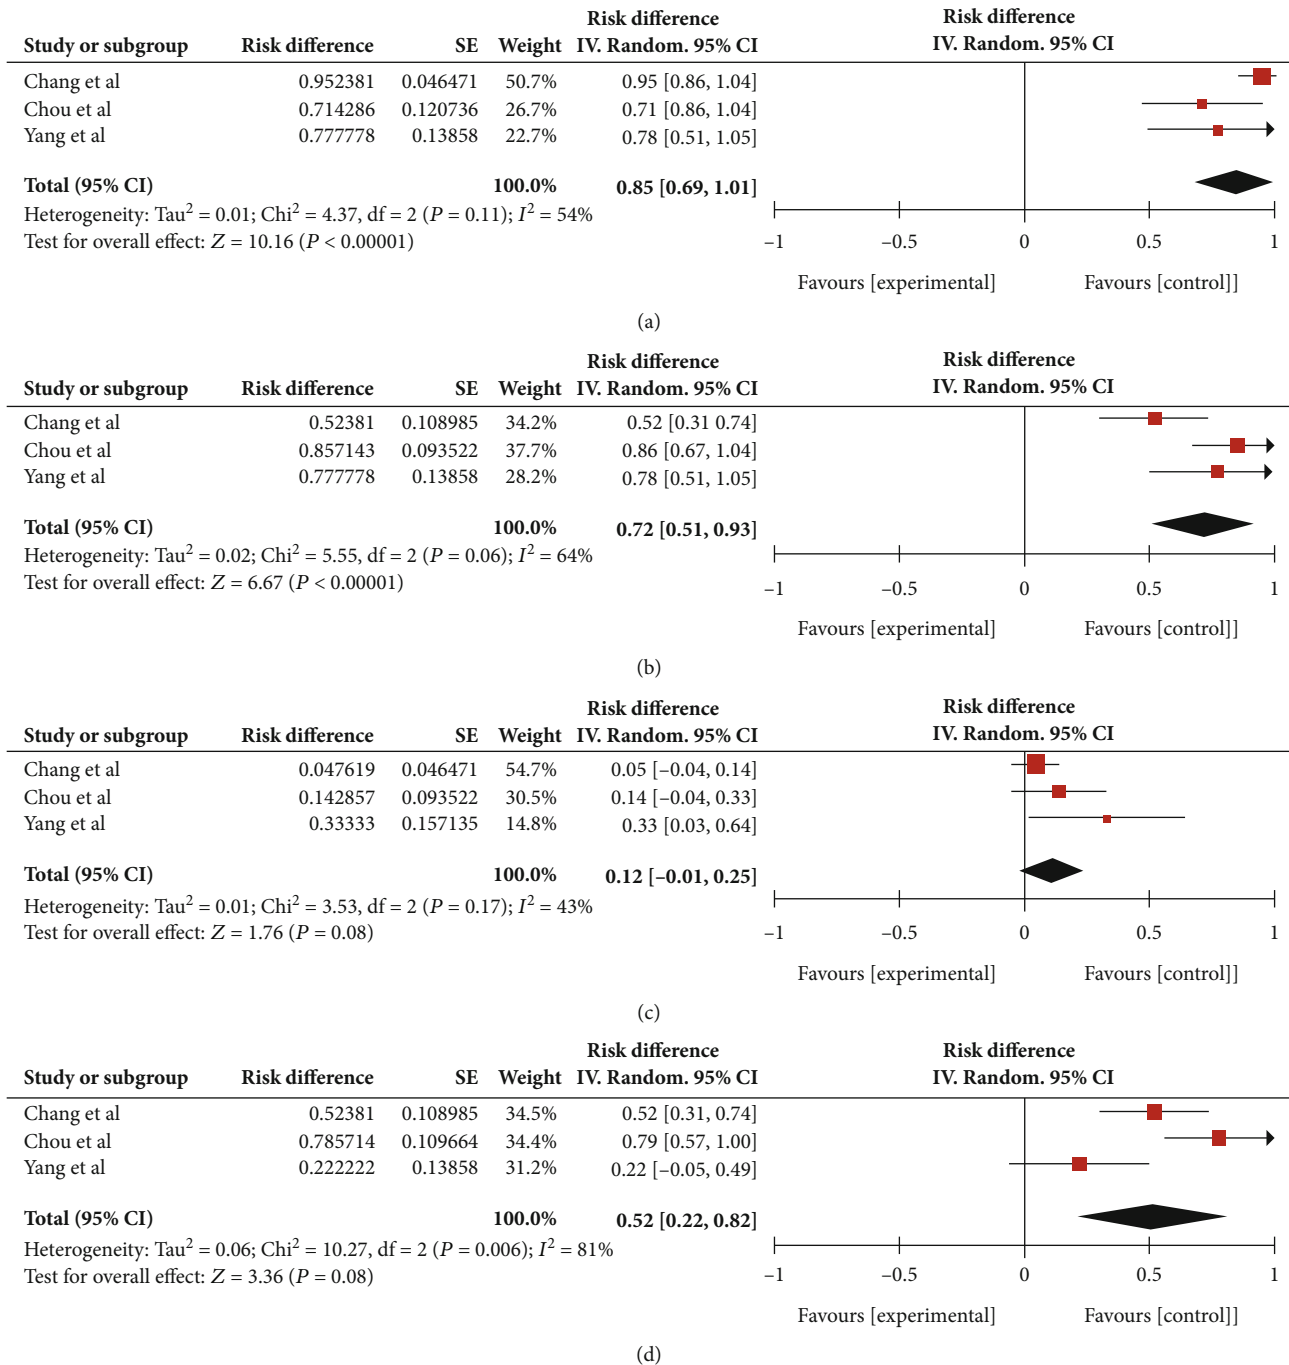 Risk difference Risk difference
Study or subgroup Risk difference SE Weight IV. Random. 95% CI IV. Random. 95% CI
Chang et al 0.952381 0.046471 50.7% 0.95 [0.86, 1.04]
Chou et al 0.714286 0.120736 26.7% 0.71 [0.86, 1.04]
Yang et al 0.777778 0.13858 22.7% 0.78 [0.51, 1.05]
Total (95% CI) 100.0% 0.85 [0.69, 1.01]
Heterogeneity: Tau² = 0.01; Chi² = 4.37, df = 2 (P = 0.11); I² = 54%
Test for overall effect: Z = 10.16 (P < 0.00001)
–1 –0.5 0 0.5 1
Favours [experimental] Favours [control]]
(a)
Risk difference Risk difference
Study or subgroup Risk difference SE Weight IV. Random. 95% CI IV. Random. 95% CI
Chang et al 0.52381 0.108985 34.2% 0.52 [0.31 0.74]
Chou et al 0.857143 0.093522 37.7% 0.86 [0.67, 1.04]
Yang et al 0.777778 0.13858 28.2% 0.78 [0.51, 1.05]
Total (95% CI) 100.0% 0.72 [0.51, 0.93]
Heterogeneity: Tau² = 0.02; Chi² = 5.55, df = 2 (P = 0.06); I² = 64%
Test for overall effect: Z = 6.67 (P < 0.00001)
–1 –0.5 0 0.5 1
Favours [experimental] Favours [control]]
(b)
Risk difference Risk difference
Study or subgroup Risk difference SE Weight IV. Random. 95% CI IV. Random. 95% CI
Chang et al 0.047619 0.046471 54.7% 0.05 [–0.04, 0.14]
Chou et al 0.142857 0.093522 30.5% 0.14 [–0.04, 0.33]
Yang et al 0.33333 0.157135 14.8% 0.33 [0.03, 0.64]
Total (95% CI) 100.0% 0.12 [–0.01, 0.25]
Heterogeneity: Tau² = 0.01; Chi² = 3.53, df = 2 (P = 0.17); I² = 43%
Test for overall effect: Z = 1.76 (P = 0.08)
–1 –0.5 0 0.5 1
Favours [experimental] Favours [control]]
(c)
Risk difference Risk difference
Study or subgroup Risk difference SE Weight IV. Random. 95% CI IV. Random. 95% CI
Chang et al 0.52381 0.108985 34.5% 0.52 [0.31, 0.74]
Chou et al 0.785714 0.109664 34.4% 0.79 [0.57, 1.00]
Yang et al 0.222222 0.13858 31.2% 0.22 [–0.05, 0.49]
Total (95% CI) 100.0% 0.52 [0.22, 0.82]
Heterogeneity: Tau² = 0.06; Chi² = 10.27, df = 2 (P = 0.006); I² = 81%
Test for overall effect: Z = 3.36 (P = 0.08)
–1 –0.5 0 0.5 1
Favours [experimental] Favours [control]]
(d)